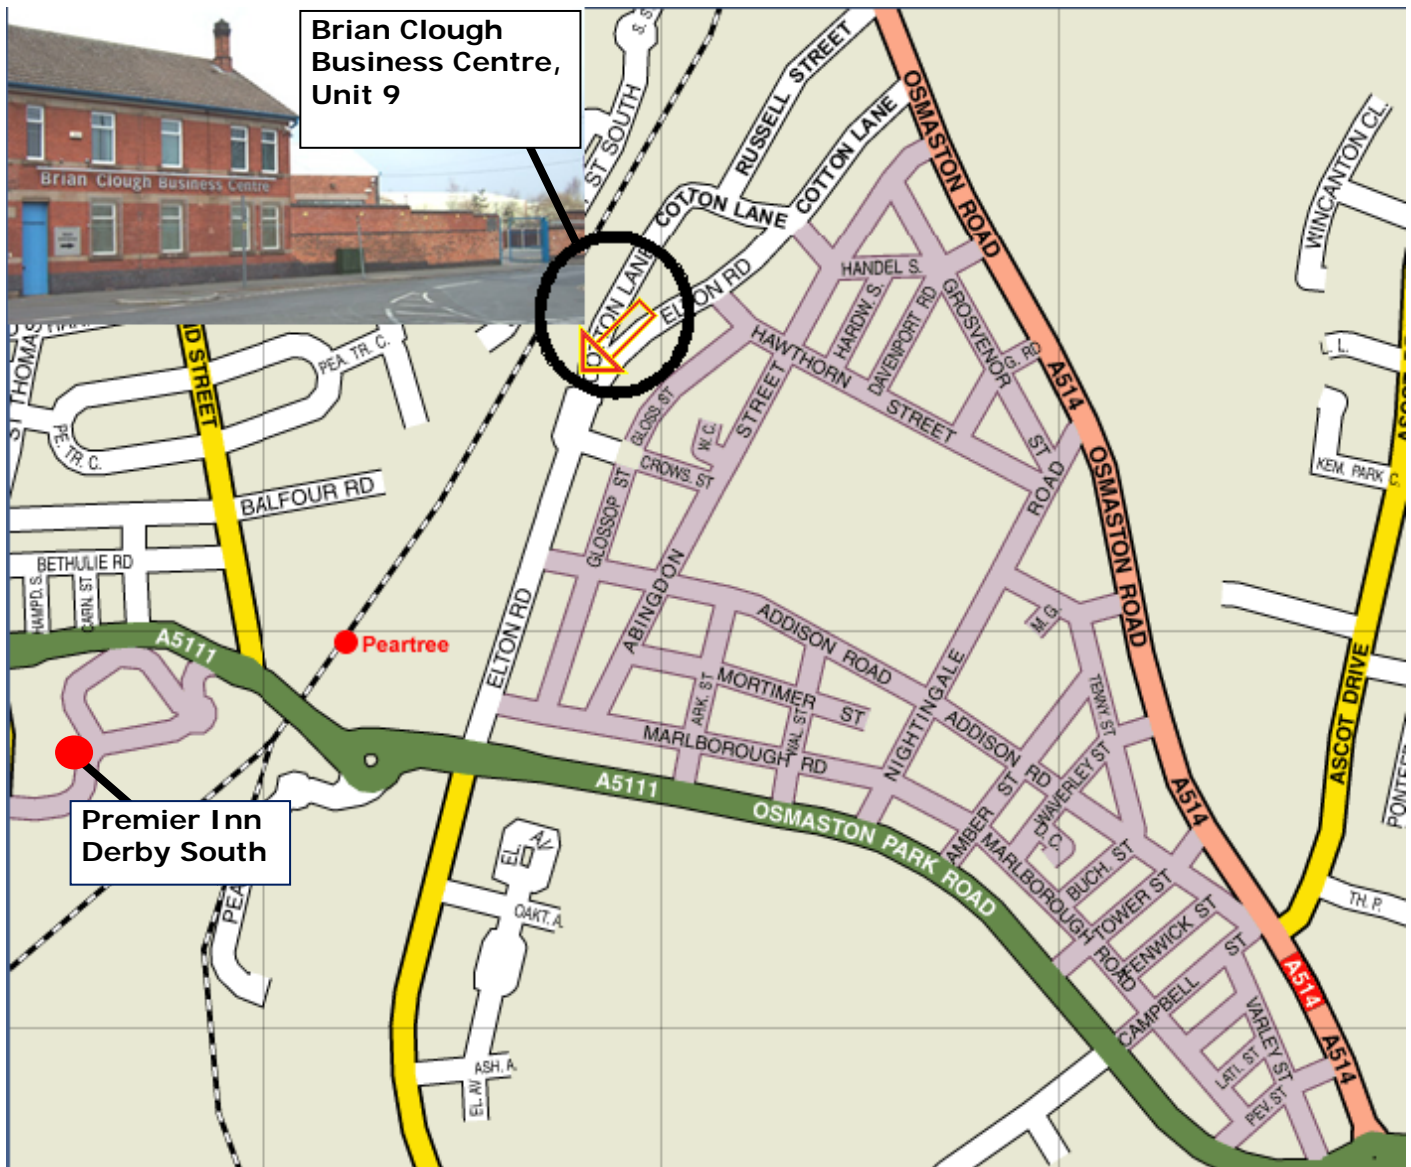 Brian Clough
Business Centre,
Unit 9
Brian Clough Business Centre
S. S
ST SOUTH
RUSSELL STREET
COTTON LANE
COTTON LANE
COTTON LANE
ELTON RD
OSMASTON ROAD
WINCANTON CL.
HANDEL S.
HARDW. S.
DAVENPORT RD
GROSVENOR
ST
G. RD
HAWTHORN
STREET
A514
OSMASTON ROAD
ST THOMAS
PEA. TR. C.
PE. TR. C.
STREET
BALFOUR RD
BETHULIE RD
HAMPD. S.
CARN. ST
A5111
Peartree
GLOSS. ST
W. C.
CROWS. ST
GLOSSOP ST
ABINGDON
STREET
ELTON RD
ADDISON ROAD
MORTIMER ST
ARK. ST
WAL. ST
MARLBOROUGH RD
NIGHTINGALE
ROAD
M. G.
TENNY ST
ADDISON RD
WAVERLEY ST
D. C.
AMBER ST
MARLBOROUGH
ROAD
BUCH. ST
TOWER ST
FENWICK ST
CAMPBELL
ST
VARLEY ST
LATI. ST
PEV. ST
A5111
OSMASTON PARK ROAD
A514
A514
A514
L. L.
KEM. PARK C.
ASCOT DRIVE
TH. P.
Premier Inn
Derby South
EL. AV
OAKT. A.
ASH. A.
EL. AV